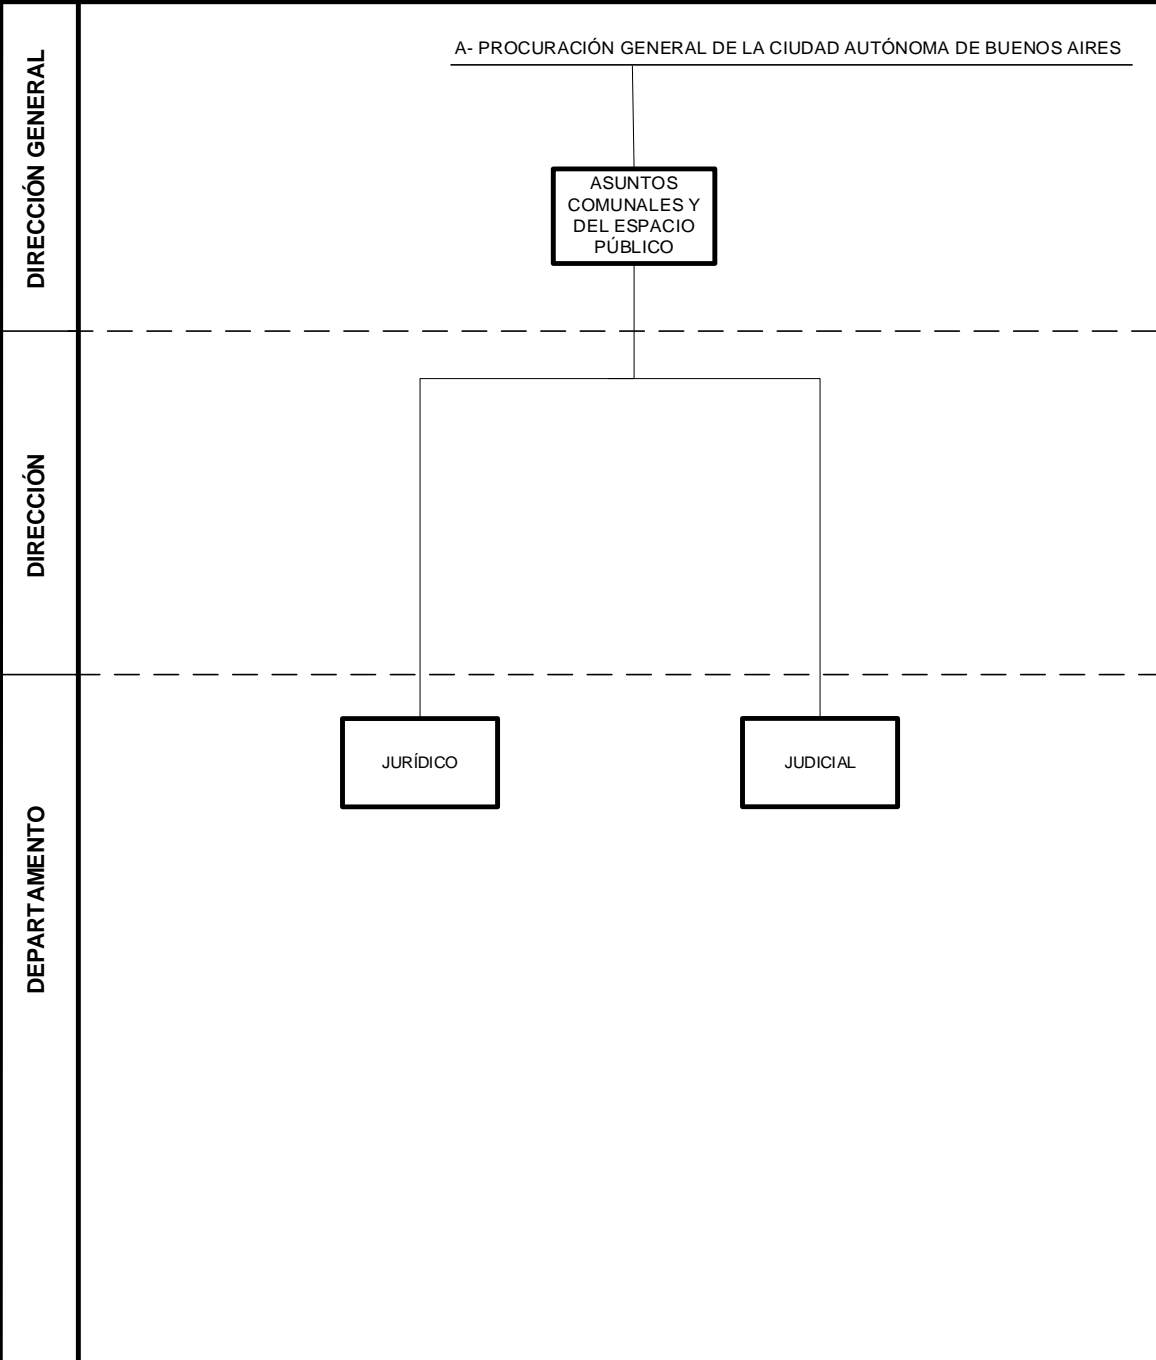 A- PROCURACIÓN GENERAL DE LA CIUDAD AUTÓNOMA DE BUENOS AIRES
DIRECCIÓN GENERAL
ASUNTOS
COMUNALES Y
DEL ESPACIO
PÚBLICO
DIRECCIÓN
DEPARTAMENTO
JURÍDICO
JUDICIAL